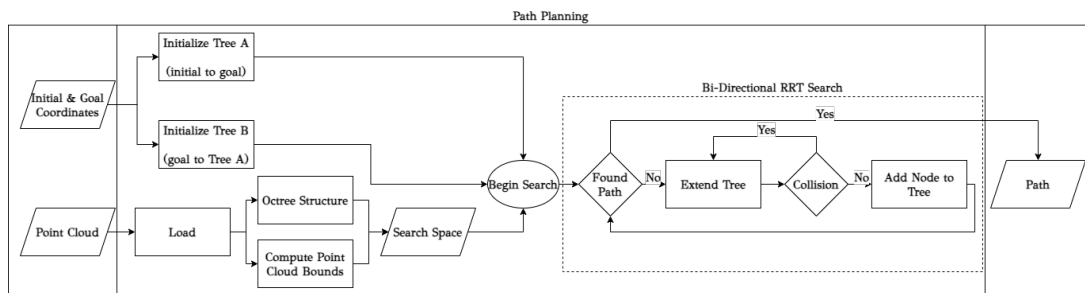 Path Planning
Initialize Tree A
(initial to goal)
Initial & Goal
Coordinates
Initialize Tree B
(goal to Tree A)
Point Cloud
Load
Octree Structure
Compute Point
Cloud Bounds
Search Space
Begin Search
Bi-Directional RRT Search
Yes
Yes
Found
Path
No
Extend Tree
Collision
No
Add Node to
Tree
Path